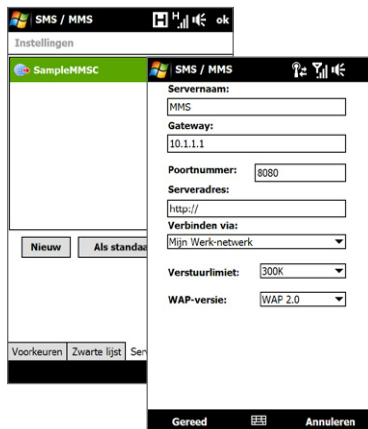 SMS / MMS
H
H
ok
Instellingen
SampleMMSC
Nieuw
Als standaa
Voorkeuren
Zwarte lijst
Ser
SMS / MMS
Servernaam:
MMS
Gateway:
10.1.1.1
Poortnummer: 8080
Serveradres:
http://
Verbinden via:
Mijn Werk-netwerk
Verstuurlimiet: 300K
WAP-versie: WAP 2.0
Gereed
Annuleren